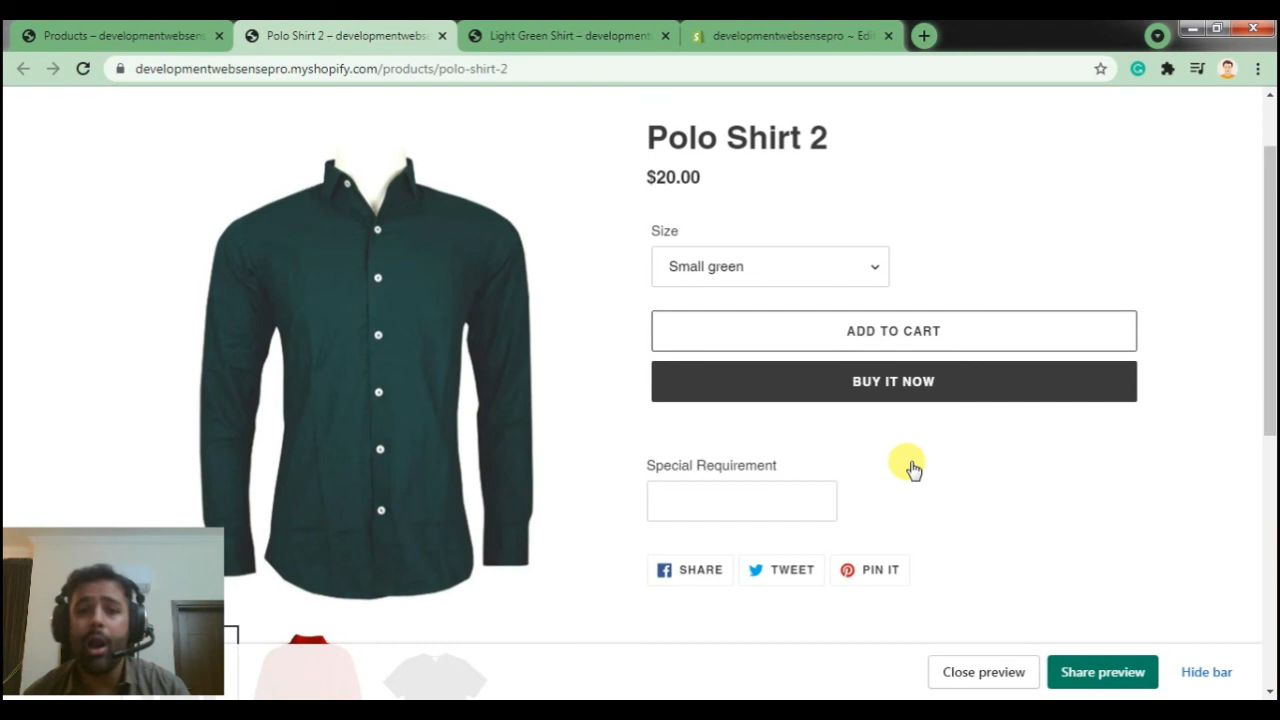 Products – developmentwebsens
Polo Shirt 2 – developmentwebse
Light Green Shirt – development
developmentwebsensepro ~ Edi
developmentwebsensepro.myshopify.com/products/polo-shirt-2
Polo Shirt 2
$20.00
Size
Small green
ADD TO CART
BUY IT NOW
Special Requirement
SHARE
TWEET
PIN IT
Close preview
Share preview
Hide bar